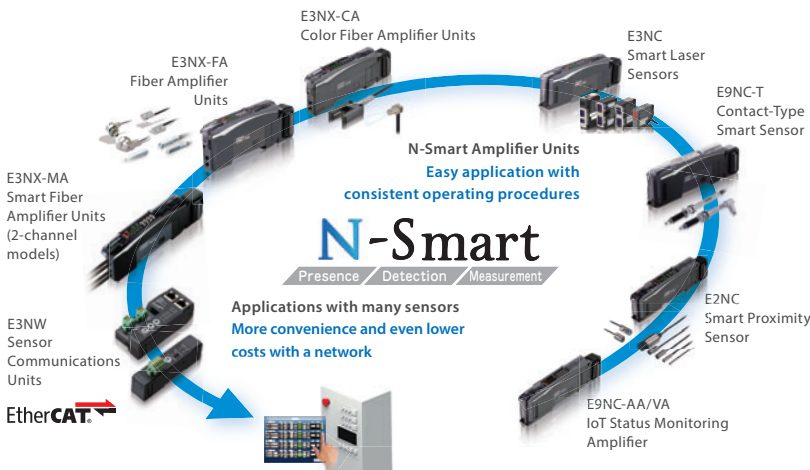 E3NX-CA
Color Fiber Amplifier Units
E3NC
Smart Laser
Sensors
E3NX-FA
Fiber Amplifier
Units
E9NC-T
Contact-Type
Smart Sensor
N-Smart Amplifier Units
Easy application with
consistent operating procedures
E3NX-MA
Smart Fiber
Amplifier Units
(2-channel
models)
N-Smart
Presence / Detection / Measurement
Applications with many sensors
More convenience and even lower
costs with a network
E2NC
Smart Proximity
Sensor
E3NW
Sensor
Communications
Units
EtherCAT®
E9NC-AA/VA
IoT Status Monitoring
Amplifier